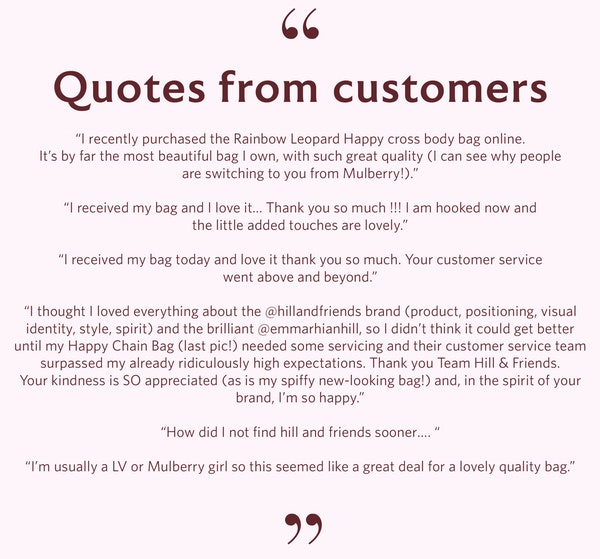 “
Quotes from customers
“I recently purchased the Rainbow Leopard Happy cross body bag online.
It’s by far the most beautiful bag I own, with such great quality (I can see why people
are switching to you from Mulberry!).”
“I received my bag and I love it... Thank you so much !!! I am hooked now and
the little added touches are lovely.”
“I received my bag today and love it thank you so much. Your customer service
went above and beyond.”
“I thought I loved everything about the @hillandfriends brand (product, positioning, visual
identity, style, spirit) and the brilliant @emmarhianhill, so I didn’t think it could get better
until my Happy Chain Bag (last pic!) needed some servicing and their customer service team
surpassed my already ridiculously high expectations. Thank you Team Hill & Friends.
Your kindness is SO appreciated (as is my spiffy new-looking bag!) and, in the spirit of your
brand, I’m so happy.”
“How did I not find hill and friends sooner.... “
“I’m usually a LV or Mulberry girl so this seemed like a great deal for a lovely quality bag.”
”